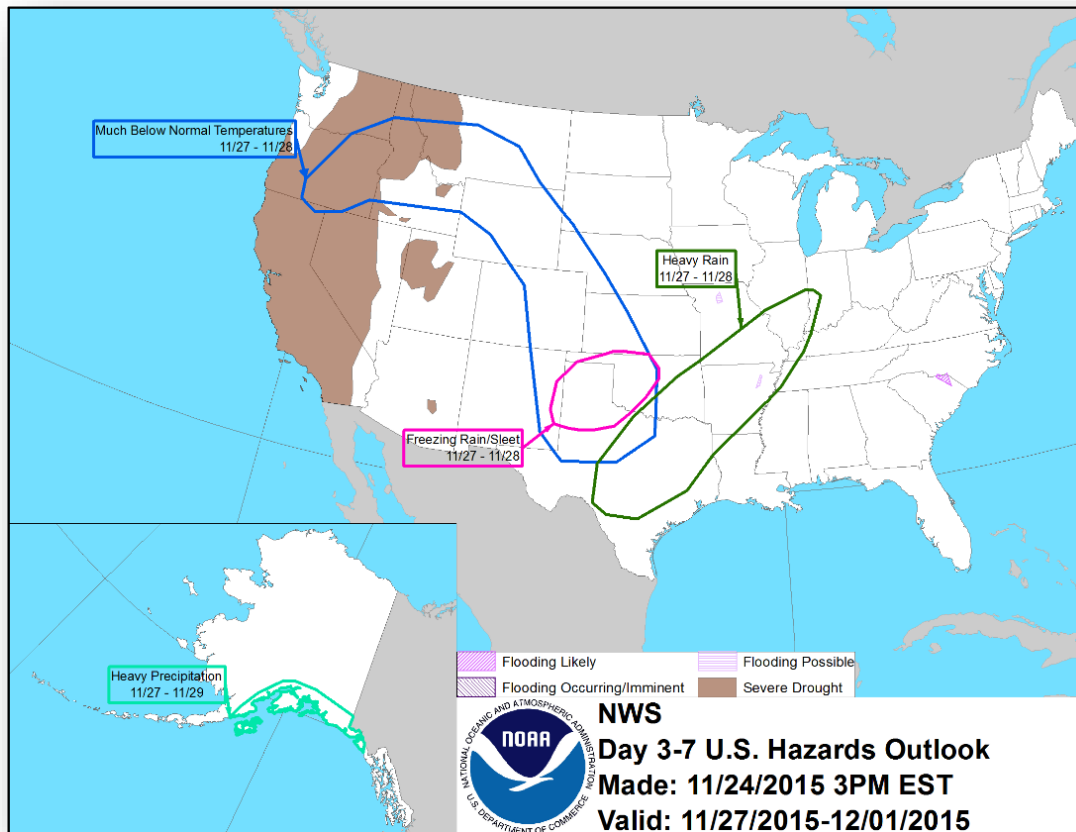 Much Below Normal Temperatures
11/27 - 11/28
Heavy Rain
11/27 - 11/28
Freezing Rain/Sleet
11/27 - 11/28
Heavy Precipitation
11/27 - 11/29
Flooding Likely
Flooding Possible
Flooding Occurring/Imminent
Severe Drought
NATIONAL OCEANIC AND ATMOSPHERIC ADMINISTRATION
NOAA
U.S. DEPARTMENT OF COMMERCE
NWS
Day 3-7 U.S. Hazards Outlook
Made: 11/24/2015 3PM EST
Valid: 11/27/2015-12/01/2015